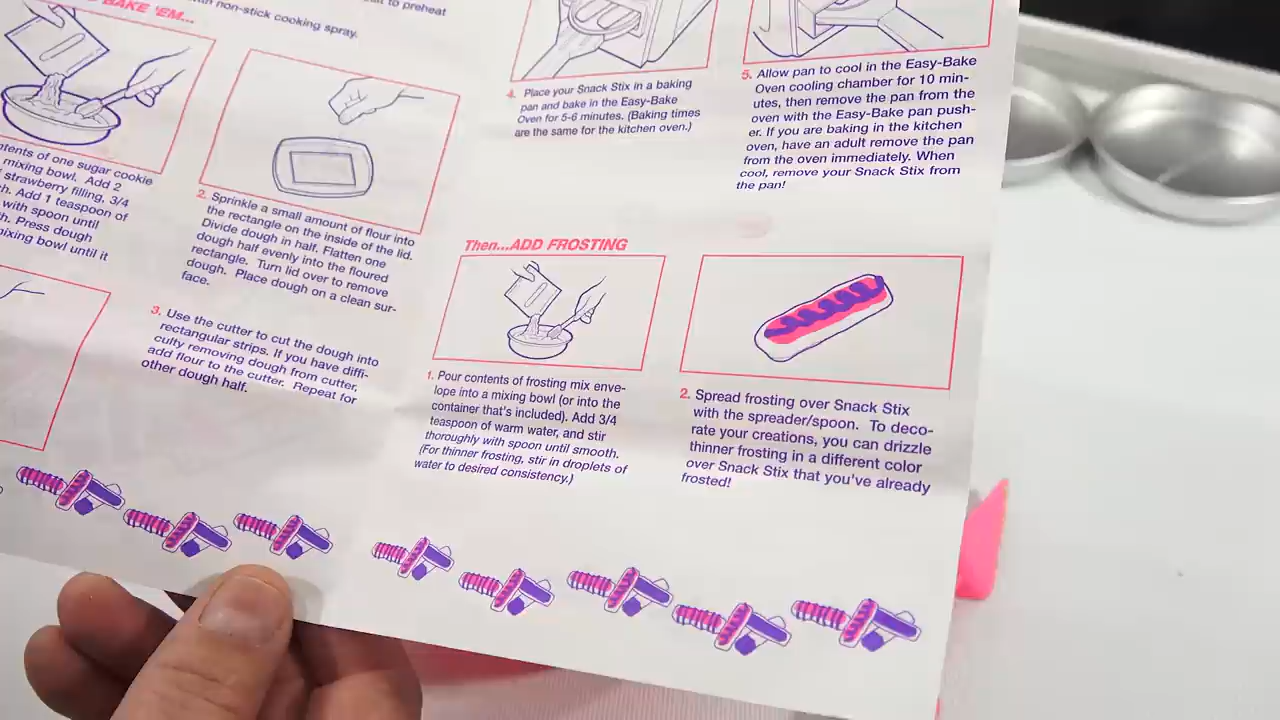 to preheat
non-stick cooking spray.
BAKE 'EM...
of one sugar cookie
mixing bowl. Add 2
strawberry filling, 3/4
Add 1 teaspoon of
with spoon until
Press dough
mixing bowl until it
2. Sprinkle a small amount of flour into
the rectangle on the inside of the lid.
Divide dough in half. Flatten one
dough half evenly into the floured
rectangle. Turn lid over to remove
dough. Place dough on a clean sur-
face.
3. Use the cutter to cut the dough into
rectangular strips. If you have diffi-
culty removing dough from cutter,
add flour to the cutter. Repeat for
other dough half.
4. Place your Snack Stix in a baking
pan and bake in the Easy-Bake
Oven for 5-6 minutes. (Baking times
are the same for the kitchen oven.)
5. Allow pan to cool in the Easy-Bake
Oven cooling chamber for 10 min-
utes, then remove the pan from the
oven with the Easy-Bake pan push-
er. If you are baking in the kitchen
oven, have an adult remove the pan
from the oven immediately. When
cool, remove your Snack Stix from
the pan!
Then...ADD FROSTING
1. Pour contents of frosting mix enve-
lope into a mixing bowl (or into the
container that's included). Add 3/4
teaspoon of warm water, and stir
thoroughly with spoon until smooth.
(For thinner frosting, stir in droplets of
water to desired consistency.)
2. Spread frosting over Snack Stix
with the spreader/spoon. To deco-
rate your creations, you can drizzle
thinner frosting in a different color
over Snack Stix that you've already
frosted!